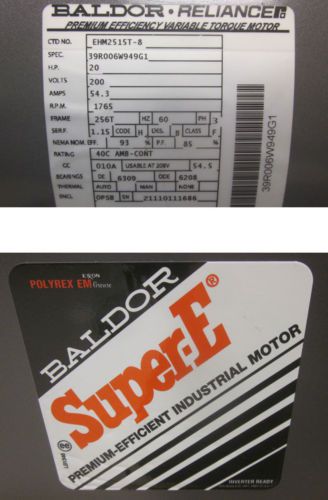 BALDOR • RELIANCE
PREMIUM EFFICIENCY VARIABLE TORQUE MOTOR
CTD NO. EHM2515T-8
SPEC. 39R006W949G1
H.P. 20
VOLTS 200
AMPS 54.3
R.P.M. 1765
FRAME 256T HZ 60 PH 3
SER.F. 1.15 CODE H DES. B CLASS F
NEMA NOM. EFF. 93 % P.F. 85 %
RATING 40C AMB-CONT
CC 010A USABLE AT 208V 54.5
BEARINGS DE 6309 ODE 6208
THERMAL AUTO MAN
ENCL OPSB SN 21110111686
39R006W949G1
EXXON
POLYREX EM Grease
BALDOR
Super-E®
PREMIUM-EFFICIENT INDUSTRIAL MOTOR
ee
INVERTER READY